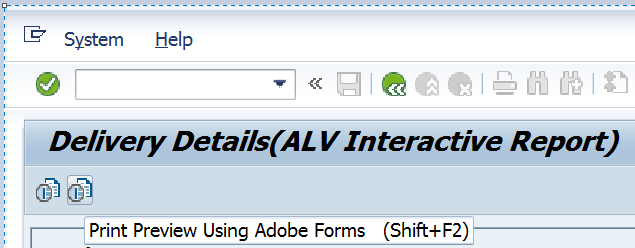 System Help
Delivery Details(ALV Interactive Report)
Print Preview Using Adobe Forms (Shift+F2)